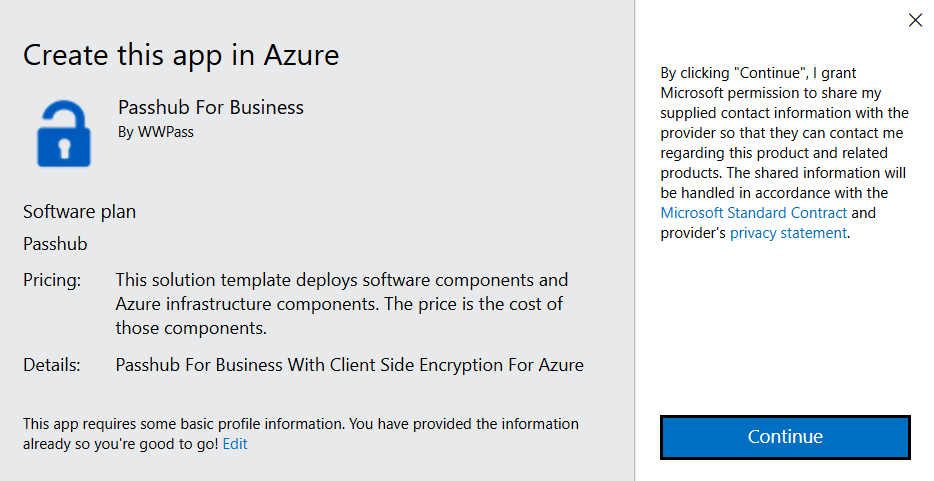 Create this app in Azure
Passhub For Business
By WWPass
Software plan
Passhub
Pricing: This solution template deploys software components and
Azure infrastructure components. The price is the cost of
those components.
Details: Passhub For Business With Client Side Encryption For Azure
This app requires some basic profile information. You have provided the information
already so you're good to go! Edit
By clicking "Continue", I grant
Microsoft permission to share my
supplied contact information with the
provider so that they can contact me
regarding this product and related
products. The shared information will
be handled in accordance with the
Microsoft Standard Contract and
provider's privacy statement.
Continue